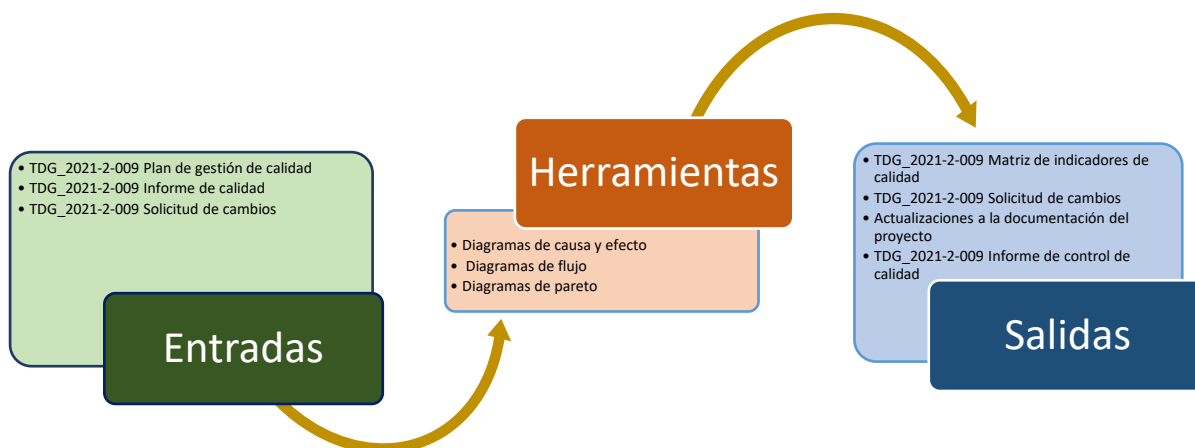 • TDG_2021-2-009 Plan de gestión de calidad
• TDG_2021-2-009 Informe de calidad
• TDG_2021-2-009 Solicitud de cambios
Entradas
Herramientas
• Diagramas de causa y efecto
• Diagramas de flujo
• Diagramas de pareto
• TDG_2021-2-009 Matriz de indicadores de
calidad
• TDG_2021-2-009 Solicitud de cambios
• Actualizaciones a la documentación del
proyecto
• TDG_2021-2-009 Informe de control de
calidad
Salidas